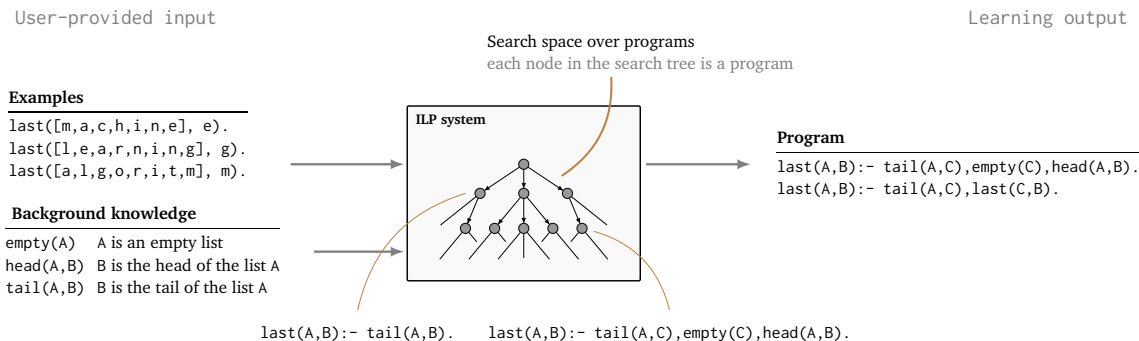 User-provided input
Learning output
Search space over programs
each node in the search tree is a program
Examples
last([m,a,c,h,i,n,e], e).
last([l,e,a,r,n,i,n,g], g).
last([a,l,g,o,r,i,t,m], m).
ILP system
Program
last(A,B):- tail(A,C),empty(C),head(A,B).
last(A,B):- tail(A,C),last(C,B).
Background knowledge
empty(A) A is an empty list
head(A,B) B is the head of the list A
tail(A,B) B is the tail of the list A
last(A,B):- tail(A,B).
last(A,B):- tail(A,C),empty(C),head(A,B).